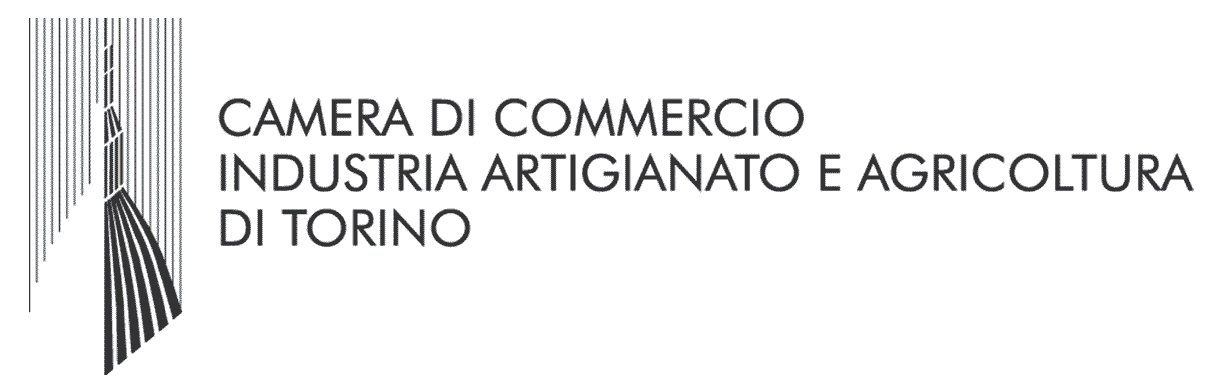 CAMERA DI COMMERCIO
INDUSTRIA ARTIGIANATO E AGRICOLTURA
DI TORINO